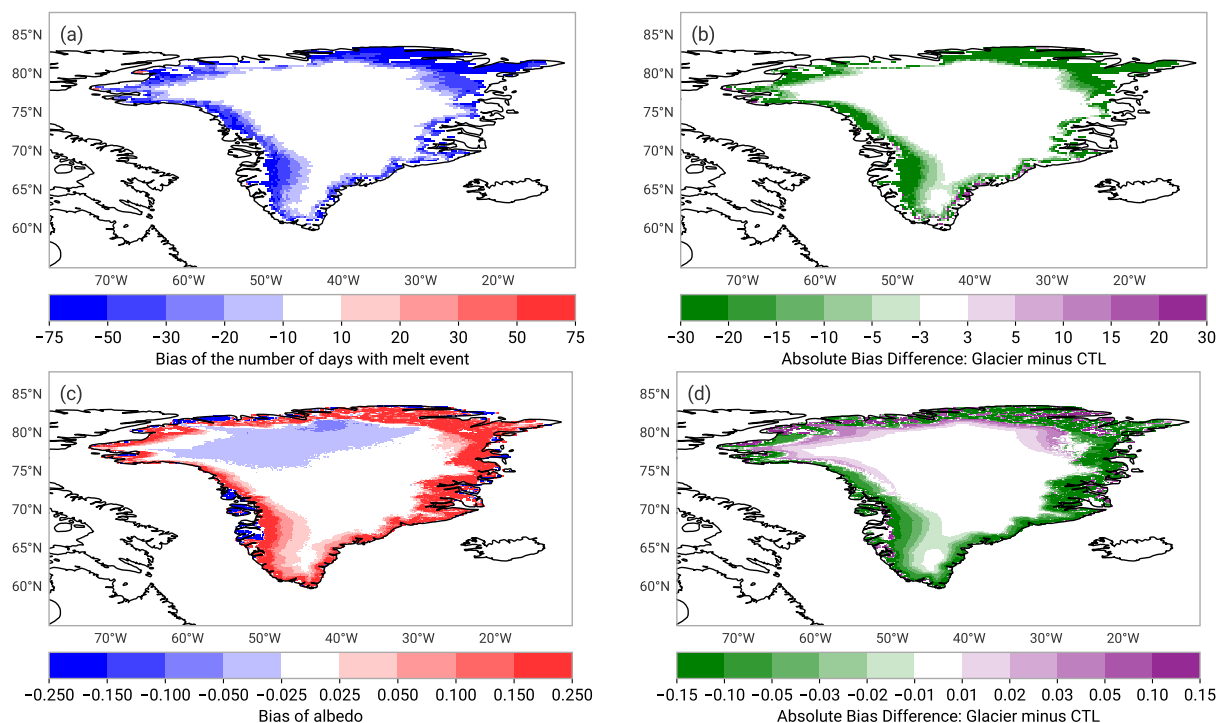 (a)
85°N
80°N
75°N
70°N
65°N
60°N
70°W 60°W 50°W 40°W 30°W 20°W
−75 −50 −30 −20 −10 10 20 30 50 75
Bias of the number of days with melt event
(b)
85°N
80°N
75°N
70°N
65°N
60°N
70°W 60°W 50°W 40°W 30°W 20°W
−30 −20 −15 −10 −5 −3 3 5 10 15 20 30
Absolute Bias Difference: Glacier minus CTL
(c)
85°N
80°N
75°N
70°N
65°N
60°N
70°W 60°W 50°W 40°W 30°W 20°W
−0.250 −0.150 −0.100 −0.050 −0.025 0.025 0.050 0.100 0.150 0.250
Bias of albedo
(d)
85°N
80°N
75°N
70°N
65°N
60°N
70°W 60°W 50°W 40°W 30°W 20°W
−0.15 −0.10 −0.05 −0.03 −0.02 −0.01 0.01 0.02 0.03 0.05 0.10 0.15
Absolute Bias Difference: Glacier minus CTL